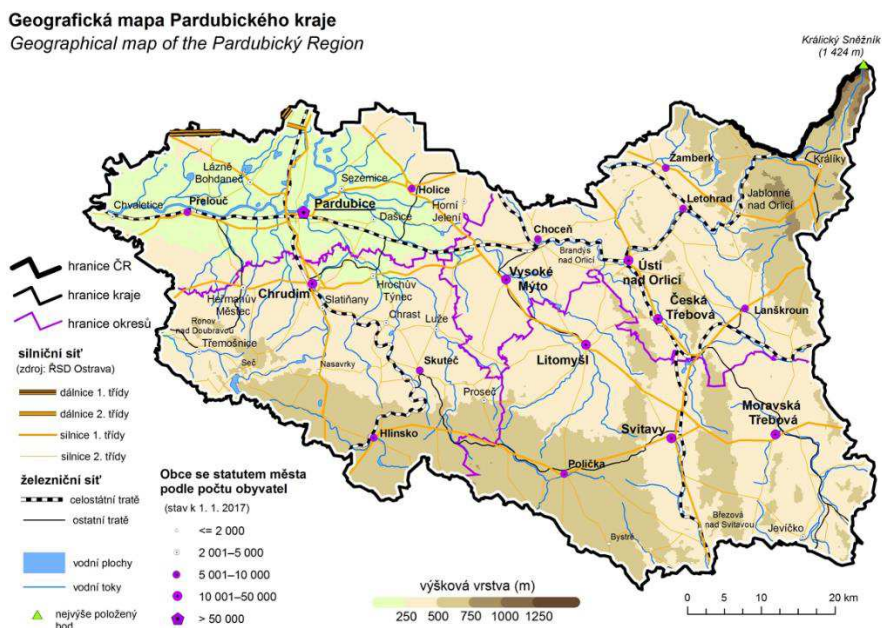 Geografická mapa Pardubického kraje
Geographical map of the Pardubický Region
Králický Sněžník
(1 424 m)
Žamberk
Králíky
Lázně
Bohdaneč
Sezemice
Holice
Letohrad
Jablonné
nad Orlicí
Chvaletice
Přelouč
Pardubice
Dašice
Horní
Jelení
Choceň
Brandýs
nad Orlicí
Ústí
nad Orlicí
hranice ČR
hranice kraje
hranice okresů
Heřmanův
Městec
Chrudim
Slatiňany
Hrochův
Týnec
Vysoké
Mýto
Česká
Třebová
Lanškroun
Ronov
nad Doubravou
Třemošnice
Seč
Nasavrky
Chrast
Luže
Skuteč
Litomyšl
Proseč
Hlinsko
Svitavy
Moravská
Třebová
Polička
Bystré
Březová
nad Svitavou
Jevíčko
silniční síť
(zdroj: ŘSD Ostrava)
dálnice 1. třídy
dálnice 2. třídy
silnice 1. třídy
silnice 2. třídy
železniční síť
celostátní tratě
ostatní tratě
vodní plochy
vodní toky
nejvýše položený
bod
Obce se statutem města
podle počtu obyvatel
(stav k 1. 1. 2017)
<= 2 000
2 001–5 000
5 001–10 000
10 001–50 000
> 50 000
výšková vrstva (m)
250 500 750 1000 1250
0 5 10 20 km